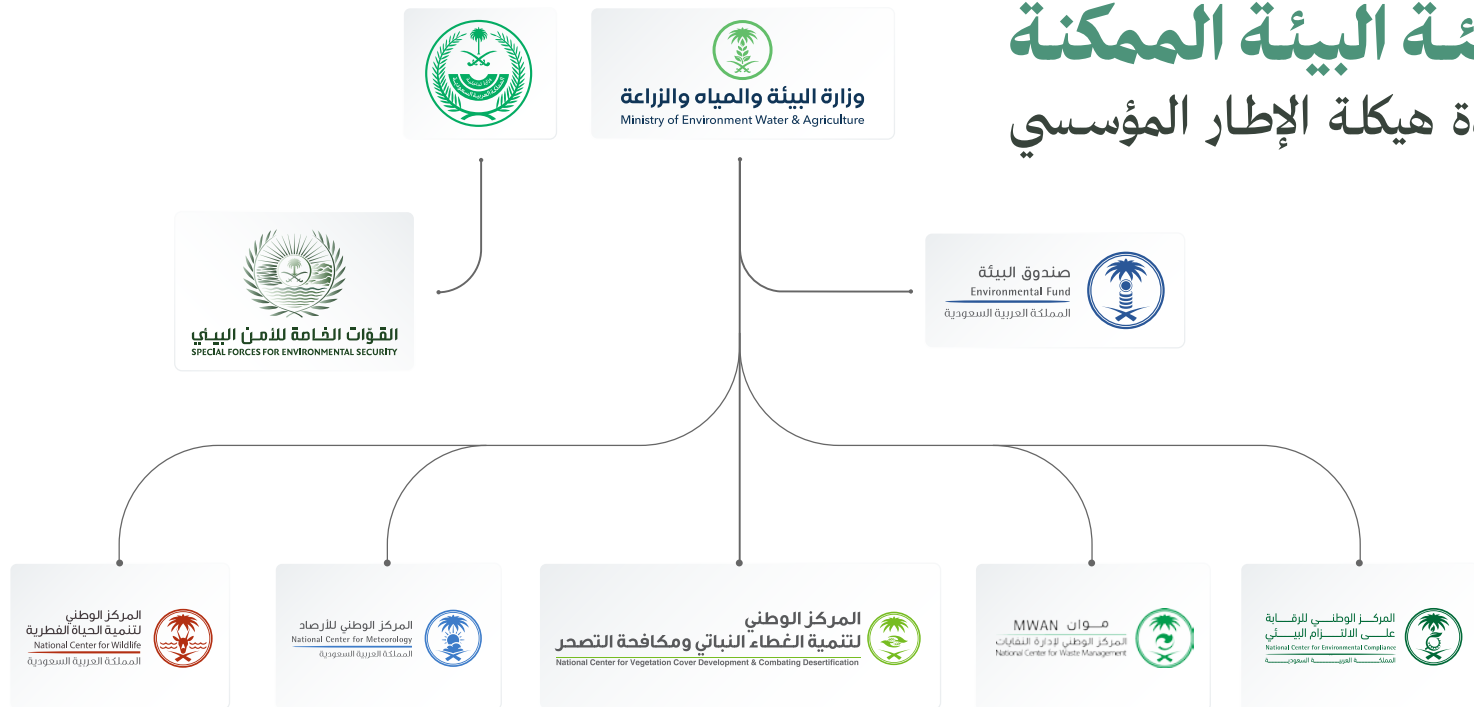 البيئة الممكنة
هيكلة الإطار المؤسسي
وزارة البيئة والمياه والزراعة
Ministry of Environment Water & Agriculture
القوات الخاصة للأمن البيئي
SPECIAL FORCES FOR ENVIRONMENTAL SECURITY
صندوق البيئة
Environmental Fund
المملكة العربية السعودية
المركز الوطني للرقابة
على الالتزام البيئي
National Center for Environmental Compliance
المملكة العربية السعودية
موان MWAN
المركز الوطني لإدارة النفايات
National Center for Waste Management
المركز الوطني
لتنمية الغطاء النباتي ومكافحة التصحر
National Center for Vegetation Cover Development & Combating Desertification
المركز الوطني للأرصاد
National Center for Meteorology
المملكة العربية السعودية
المركز الوطني
لتنمية الحياة الفطرية
National Center for Wildlife
المملكة العربية السعودية